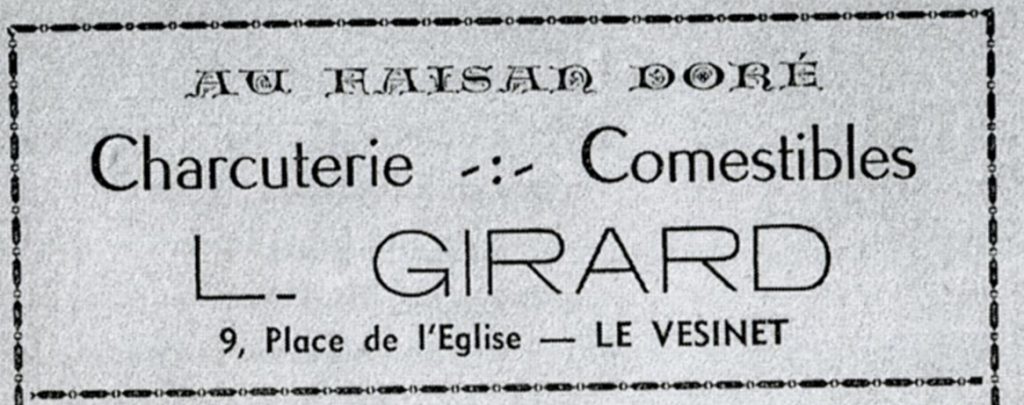 AU FAISAN DORÉ
Charcuterie -:- Comestibles
L. GIRARD
9, Place de l'Eglise — LE VESINET